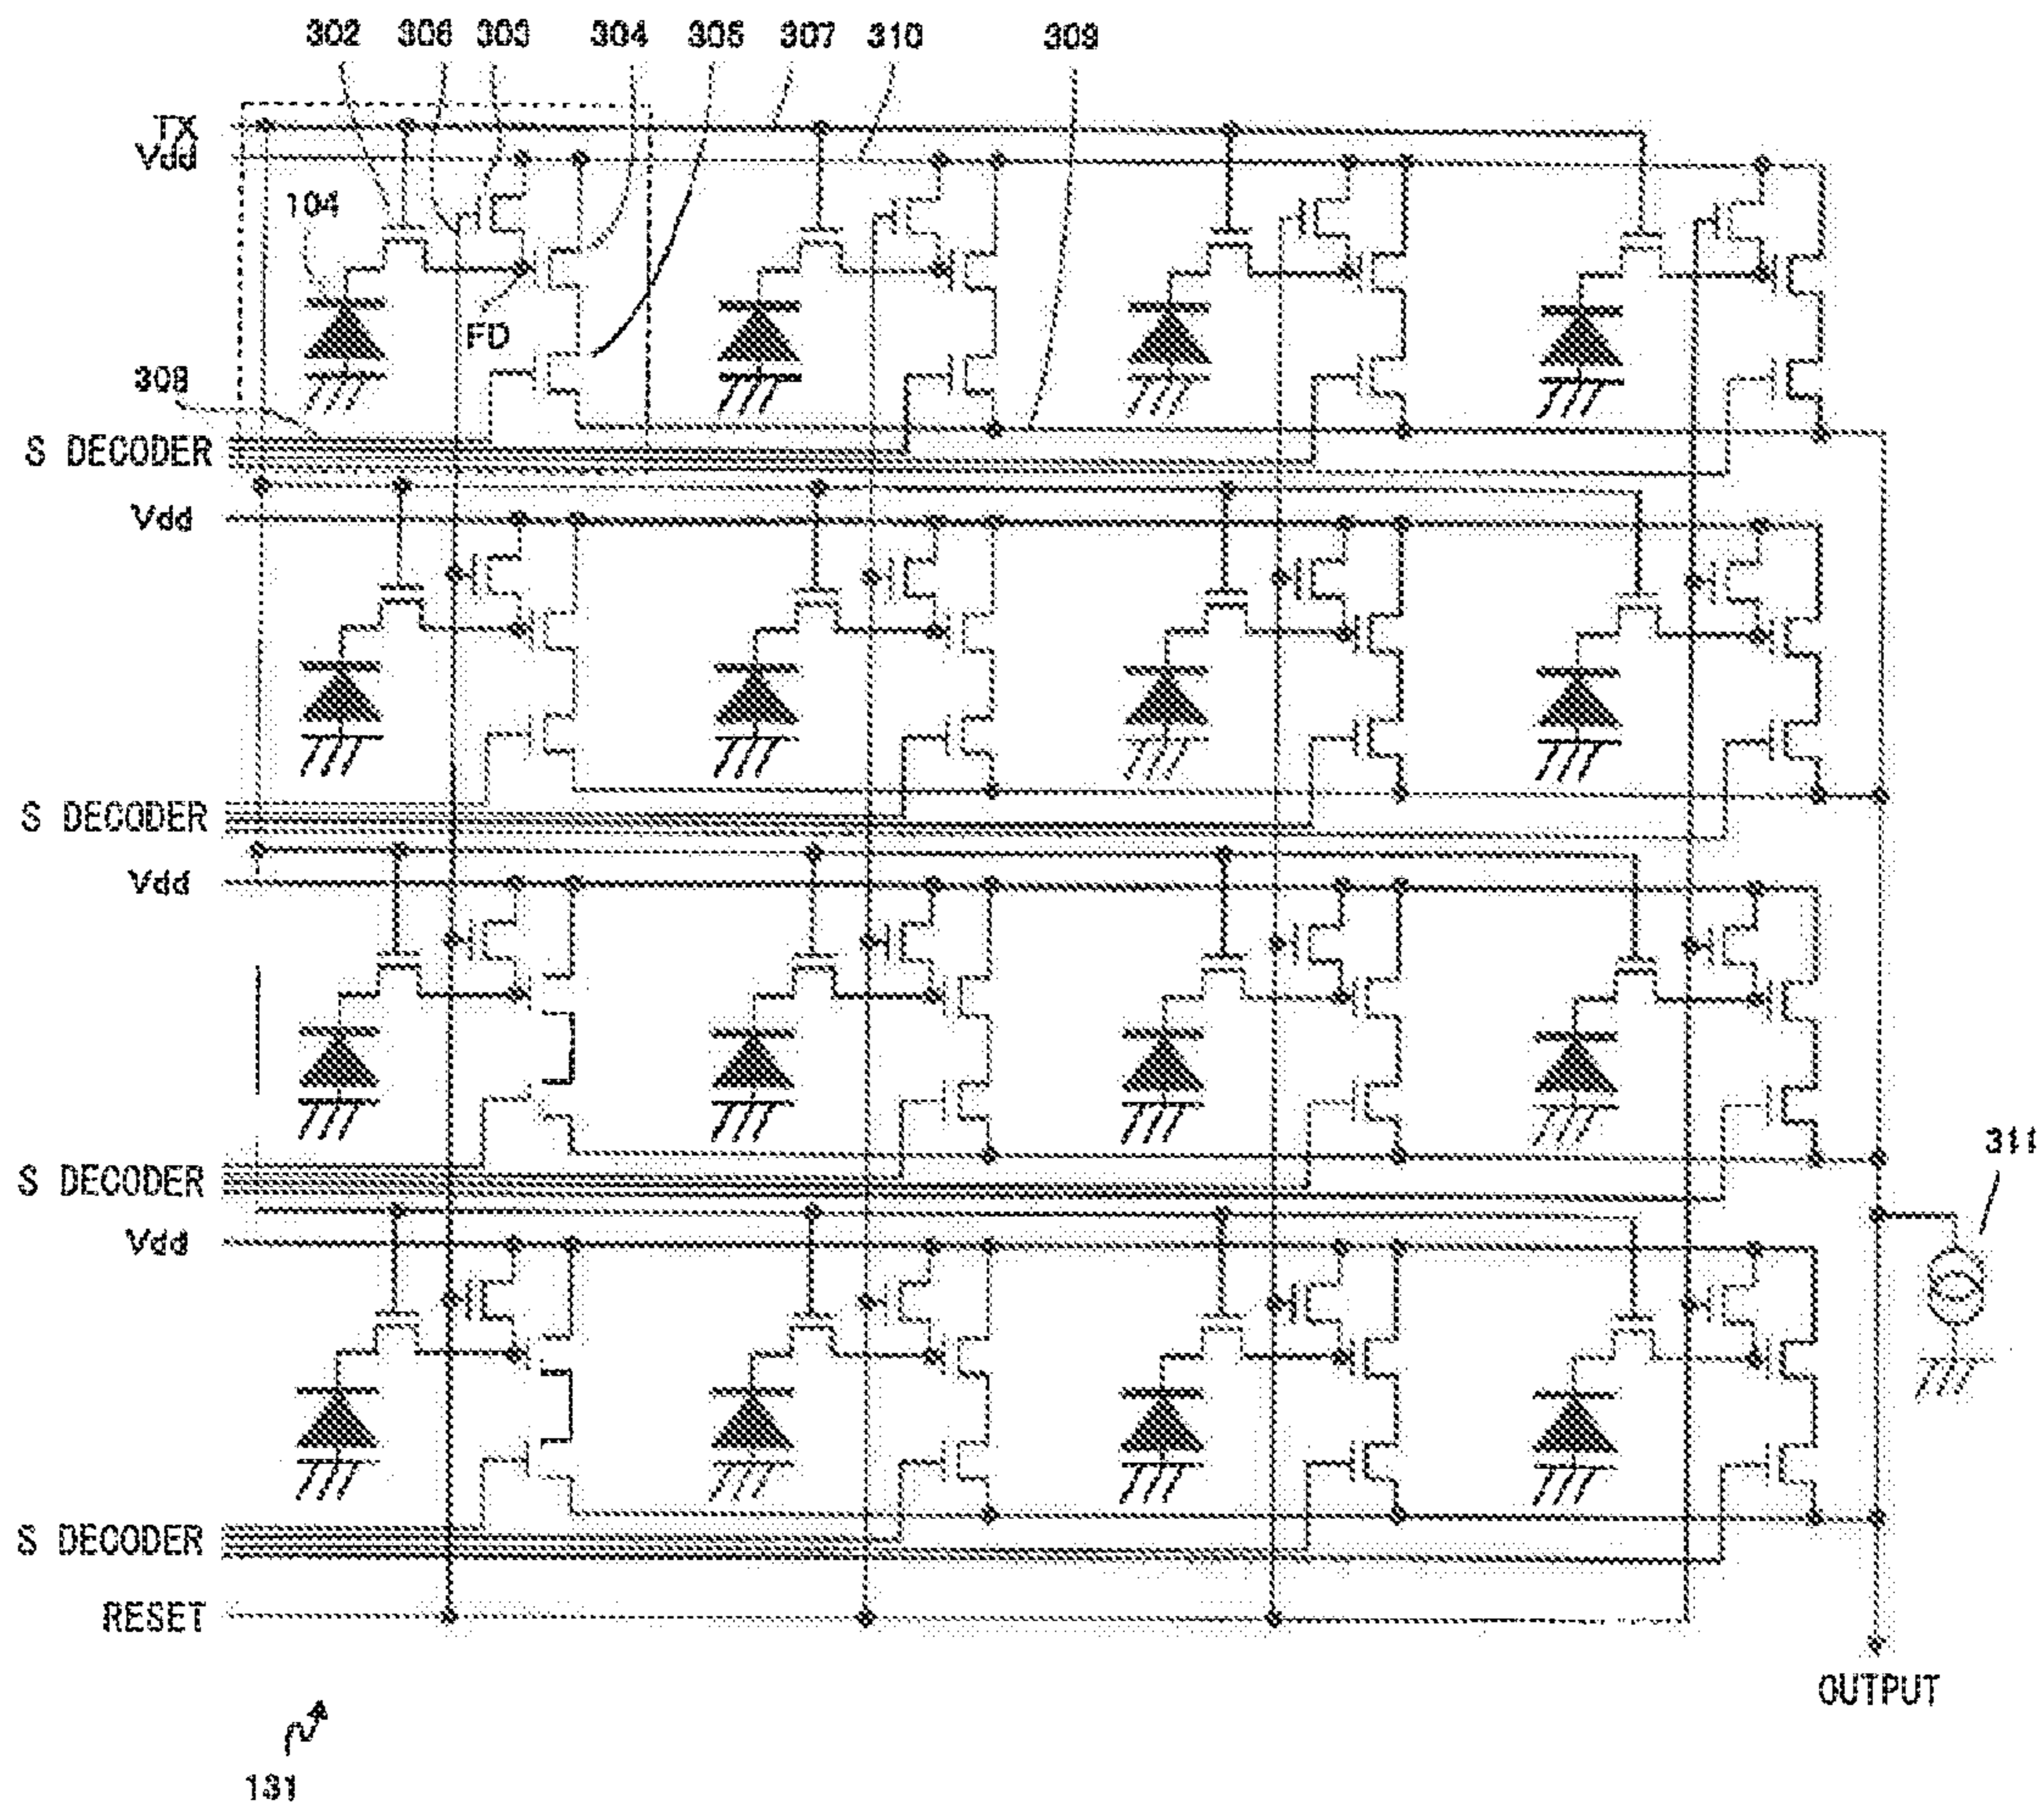 302 306 303 304 305 307 310 309
TX
Vdd
104
FD
308
S DECODER
Vdd
S DECODER
Vdd
S DECODER
311
Vdd
S DECODER
RESET
OUTPUT
131